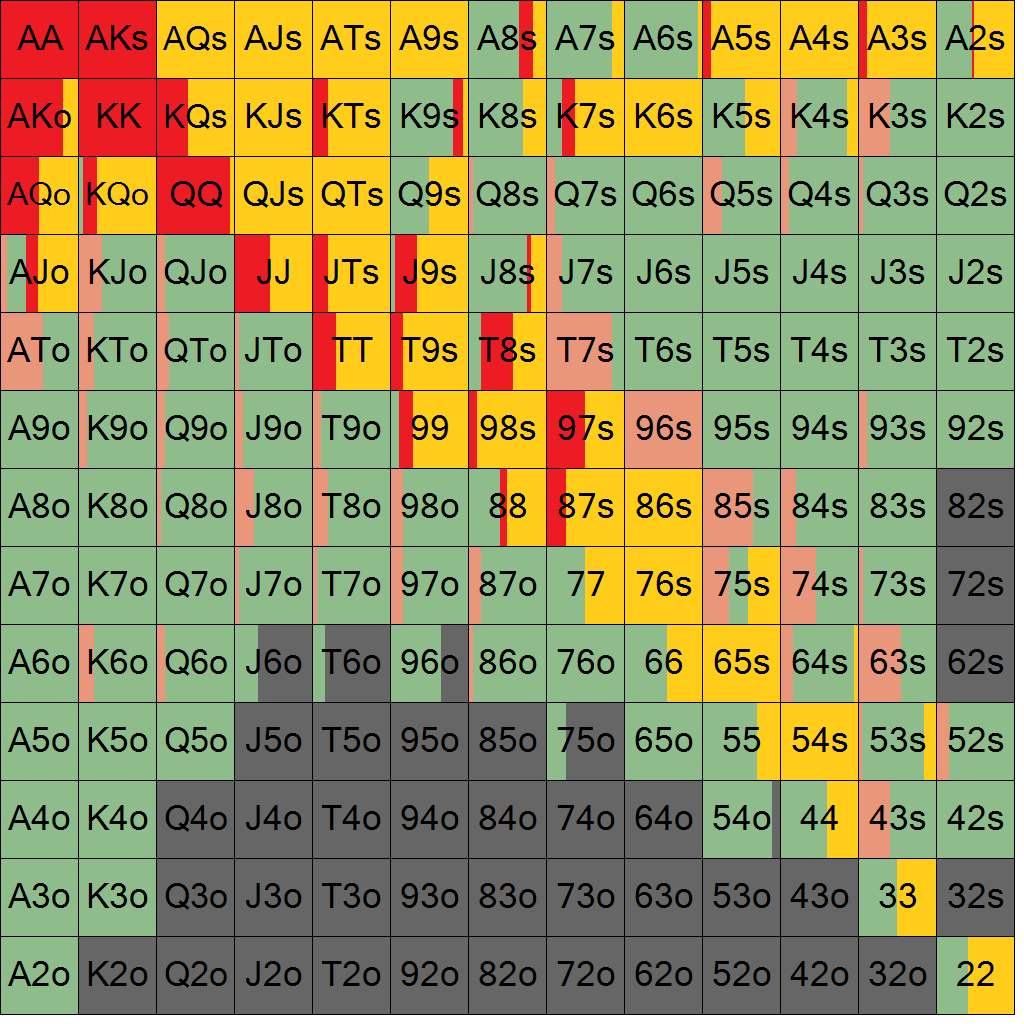 AA AKs AQs AJs ATs A9s A8s A7s A6s A5s A4s A3s A2s
AKo KK KQs KJs KTs K9s K8s K7s K6s K5s K4s K3s K2s
AQo KQo QQ QJs QTs Q9s Q8s Q7s Q6s Q5s Q4s Q3s Q2s
AJo KJo QJo JJ JTs J9s J8s J7s J6s J5s J4s J3s J2s
ATo KTo QTo JTo TT T9s T8s T7s T6s T5s T4s T3s T2s
A9o K9o Q9o J9o T9o 99 98s 97s 96s 95s 94s 93s 92s
A8o K8o Q8o J8o T8o 98o 88 87s 86s 85s 84s 83s 82s
A7o K7o Q7o J7o T7o 97o 87o 77 76s 75s 74s 73s 72s
A6o K6o Q6o J6o T6o 96o 86o 76o 66 65s 64s 63s 62s
A5o K5o Q5o J5o T5o 95o 85o 75o 65o 55 54s 53s 52s
A4o K4o Q4o J4o T4o 94o 84o 74o 64o 54o 44 43s 42s
A3o K3o Q3o J3o T3o 93o 83o 73o 63o 53o 43o 33 32s
A2o K2o Q2o J2o T2o 92o 82o 72o 62o 52o 42o 32o 22